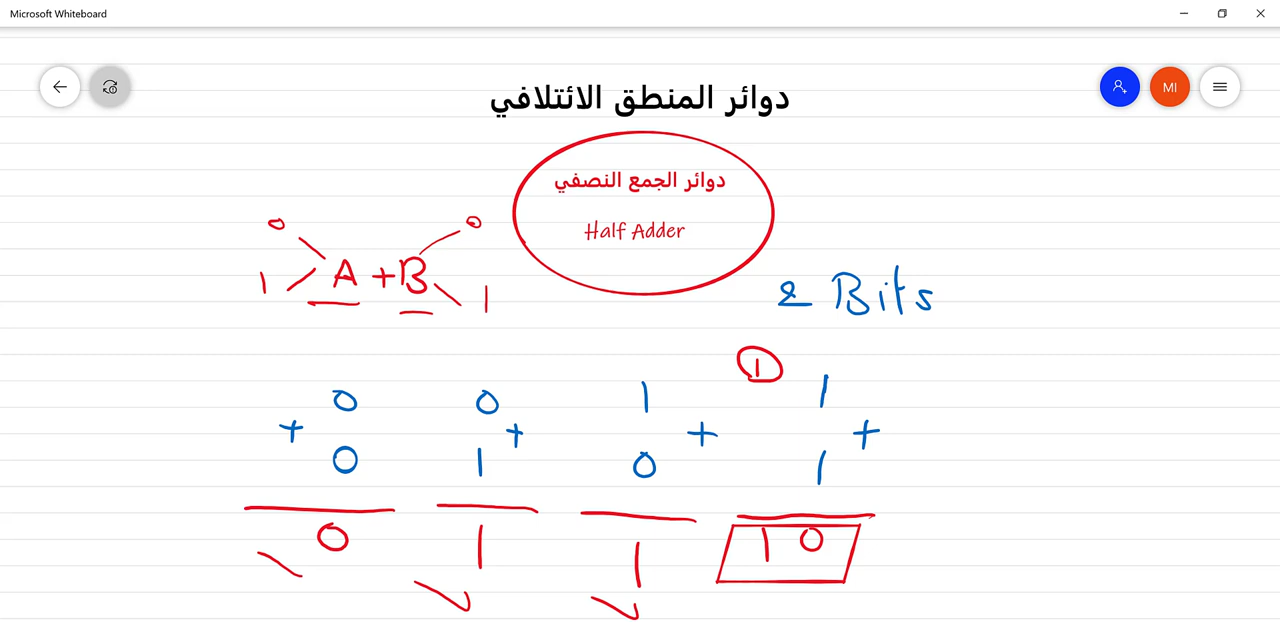 Microsoft Whiteboard
MI
دوائر المنطق الائتلافي
دوائر الجمع النصفي
Half Adder
0 0
1 A + B 1
2 Bits
1
0 0 1 1
+ + + +
0 1 0 1
0 1 1 10